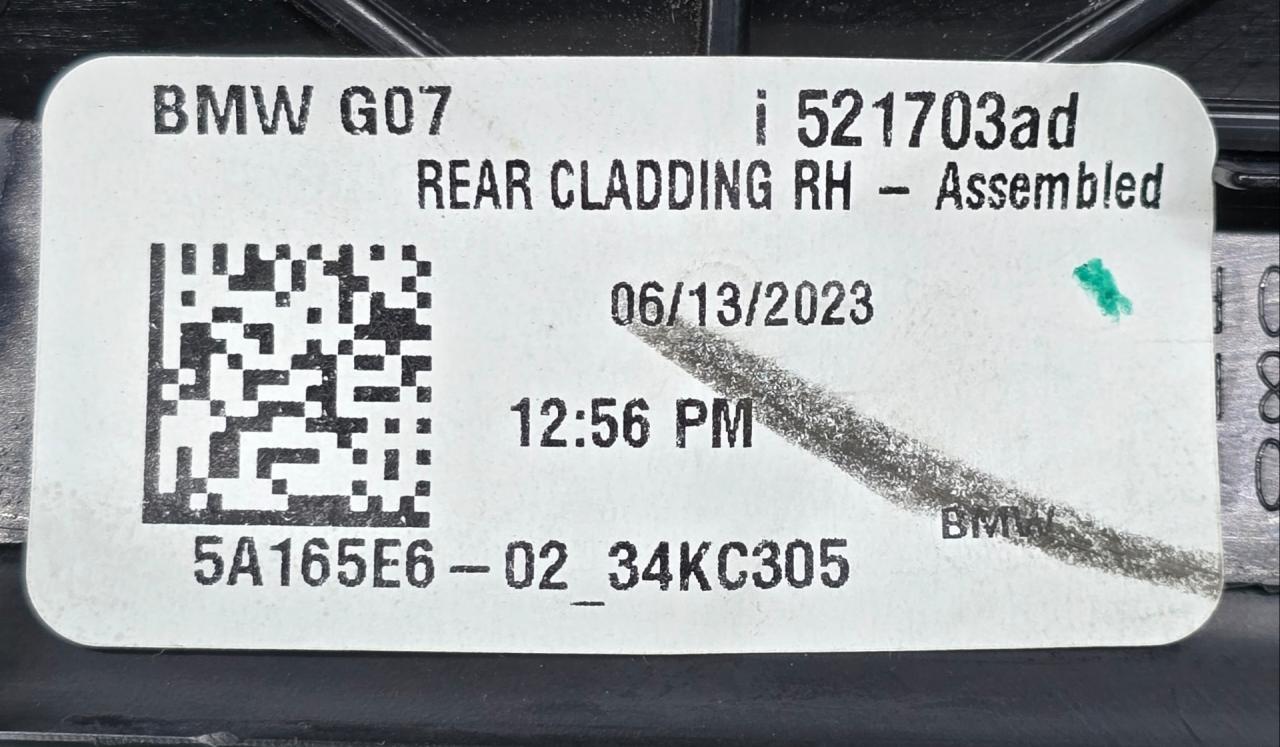 BMW G07 i 521703ad
REAR CLADDING RH - Assembled
06/13/2023
12:56 PM
BMW
5A165E6-02_34KC305